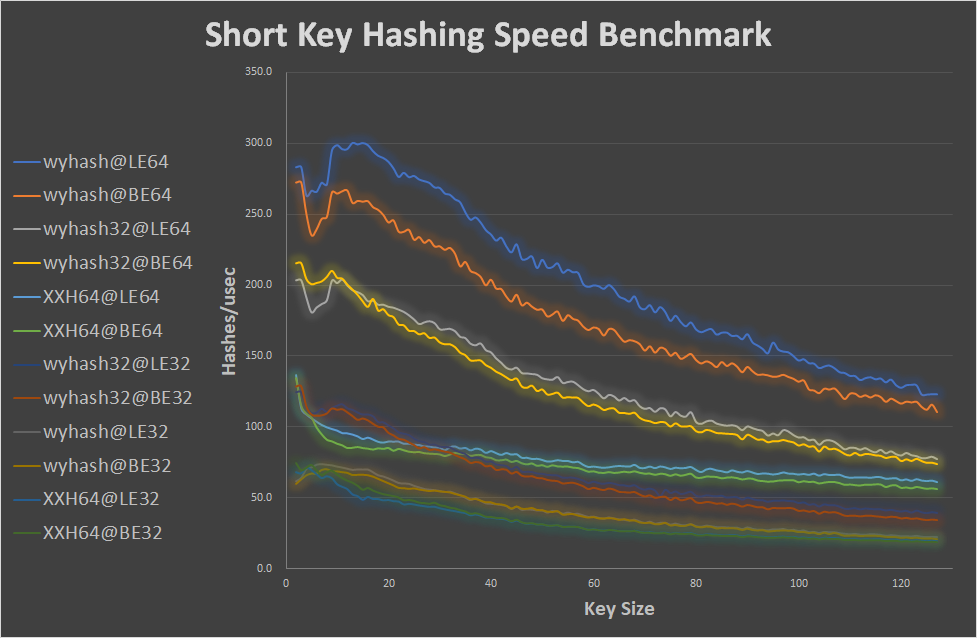 Short Key Hashing Speed Benchmark
350.0
300.0
250.0
200.0
150.0
100.0
50.0
0.0
Hashes/usec
wyhash@LE64
wyhash@BE64
wyhash32@LE64
wyhash32@BE64
XXH64@LE64
XXH64@BE64
wyhash32@LE32
wyhash32@BE32
wyhash@LE32
wyhash@BE32
XXH64@LE32
XXH64@BE32
0 20 40 60 80 100 120
Key Size